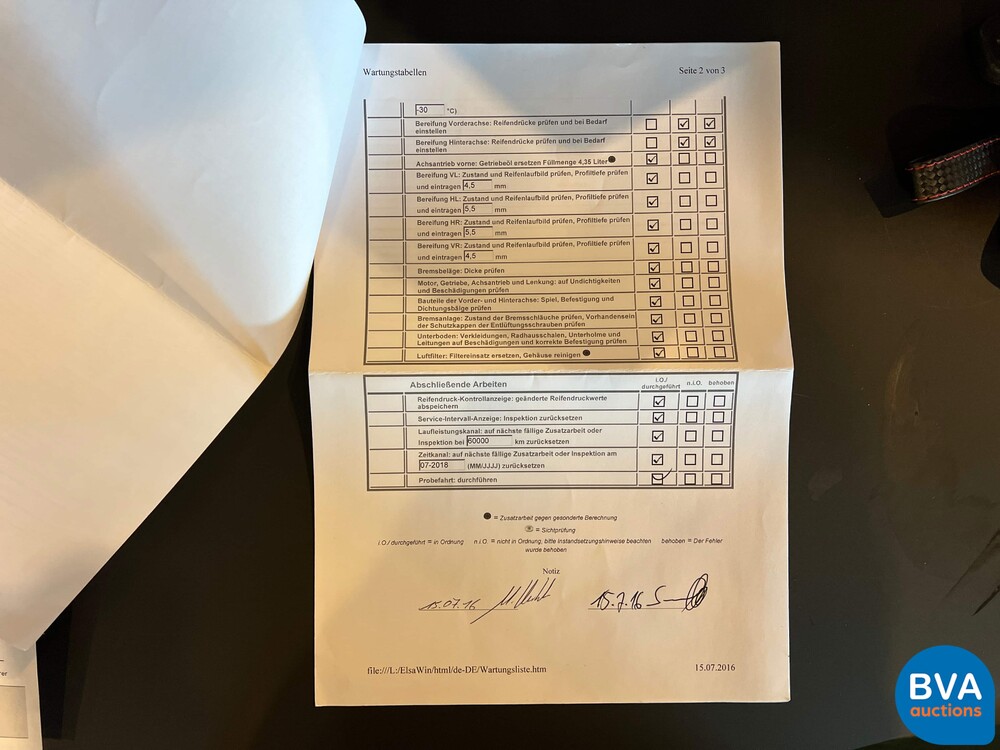 Wartungstabellen Seite 2 von 3
-30 °C)
Bereifung Vorderachse: Reifendrücke prüfen und bei Bedarf
einstellen
Bereifung Hinterachse: Reifendrücke prüfen und bei Bedarf
einstellen
Achsantrieb vorne: Getriebeöl ersetzen Füllmenge 4,35 Liter
Bereifung VL: Zustand und Reifenlaufbild prüfen, Profiltiefe prüfen
und eintragen 4,5 mm
Bereifung HL: Zustand und Reifenlaufbild prüfen, Profiltiefe prüfen
und eintragen 5,5 mm
Bereifung HR: Zustand und Reifenlaufbild prüfen, Profiltiefe prüfen
und eintragen 5,5 mm
Bereifung VR: Zustand und Reifenlaufbild prüfen, Profiltiefe prüfen
und eintragen 4,5 mm
Bremsbeläge: Dicke prüfen
Motor, Getriebe, Achsantrieb und Lenkung: auf Undichtigkeiten
und Beschädigungen prüfen
Bauteile der Vorder- und Hinterachse: Spiel, Befestigung und
Dichtungsbälge prüfen
Bremsanlage: Zustand der Bremsschläuche prüfen, Vorhandensein
der Schutzkappen der Entlüftungsschrauben prüfen
Unterboden: Verkleidungen, Radhausschalen, Unterholme und
Leitungen auf Beschädigungen und korrekte Befestigung prüfen
Luftfilter: Filtereinsatz ersetzen, Gehäuse reinigen
Abschließende Arbeiten i.O./ durchgeführt n.i.O. behoben
Reifendruck-Kontrollanzeige: geänderte Reifendruckwerte
abspeichern
Service-Intervall-Anzeige: Inspektion zurücksetzen
Laufleistungskanal: auf nächste fällige Zusatzarbeit oder
Inspektion bei 60000 km zurücksetzen
Zeitkanal: auf nächste fällige Zusatzarbeit oder Inspektion am
07-2018 (MM/JJJJ) zurücksetzen
Probefahrt: durchführen
= Zusatzarbeit gegen gesonderte Berechnung
= Sichtprüfung
i.O./ durchgeführt = in Ordnung n.i.O. = nicht in Ordnung, bitte Instandsetzungshinweise beachten behoben = Der Fehler
wurde behoben
Notiz
15.07.16 15.7.16
file:///L:/ElsaWin/html/de-DE/Wartungsliste.htm 15.07.2016
BVA
auctions